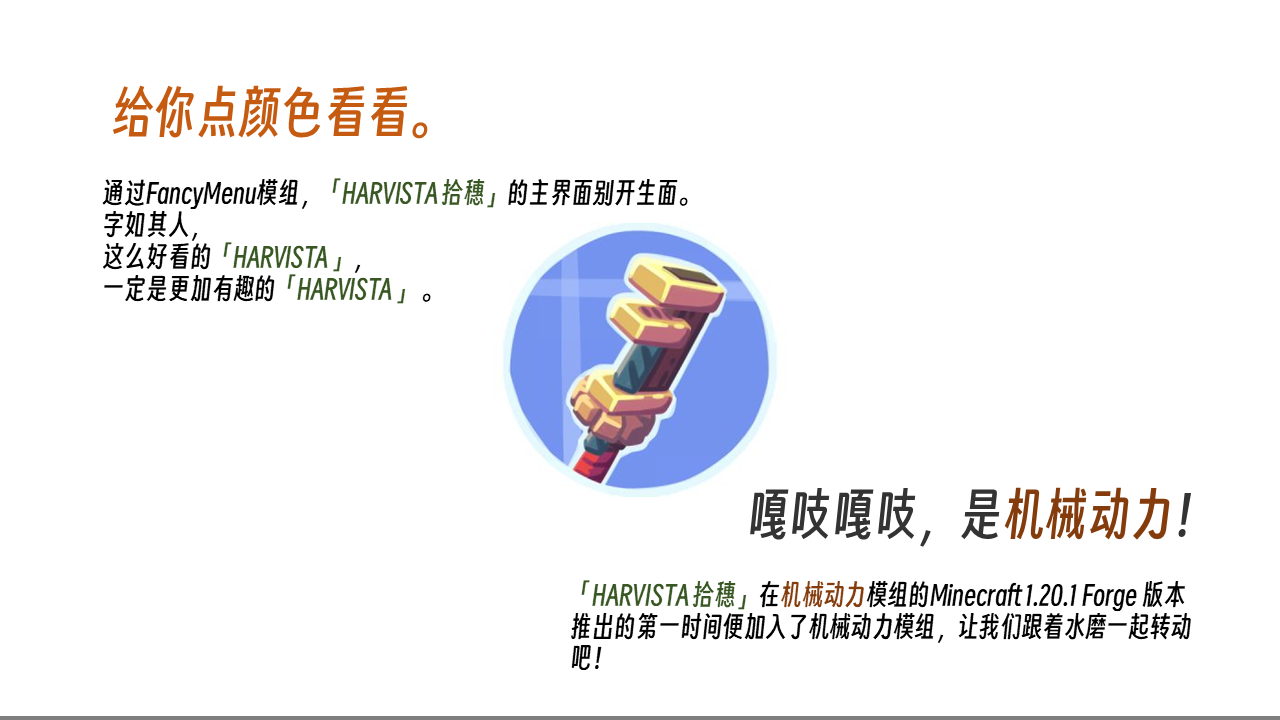 给你点颜色看看。
通过FancyMenu模组，「HARVISTA拾穗」的主界面别开生面。
字如其人，
这么好看的「HARVISTA」，
一定是更加有趣的「HARVISTA」。
嘎吱嘎吱，是机械动力！
「HARVISTA拾穗」在机械动力模组的Minecraft 1.20.1 Forge 版本
推出的第一时间便加入了机械动力模组，让我们跟着水磨一起转动
吧！